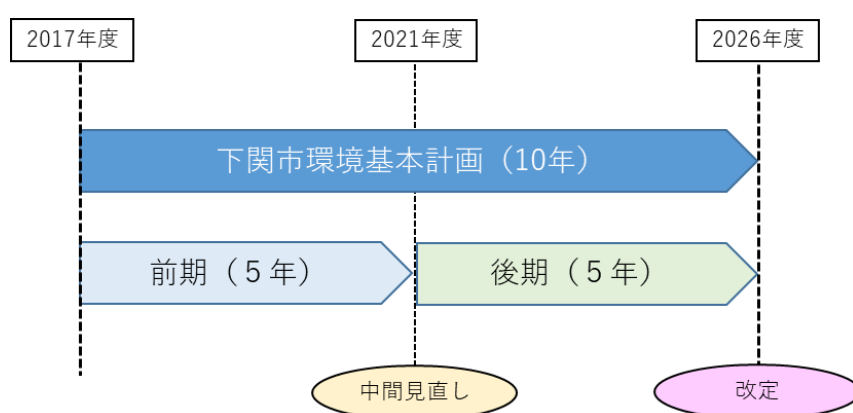 2017年度
2021年度
2026年度
下関市環境基本計画（10年）
前期（５年）
後期（５年）
中間見直し
改定